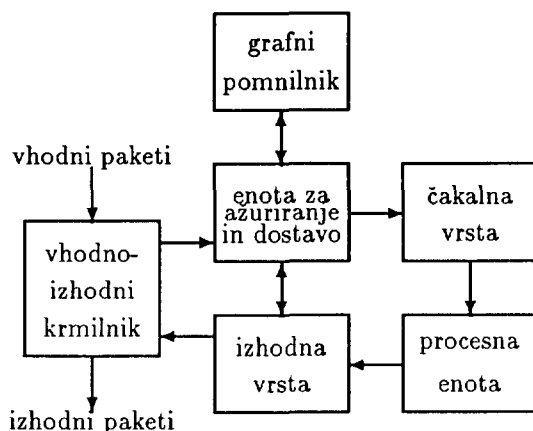 grafni
pomnilnik
vhodni paketi
enota za
ažuriranje
in dostavo
čakalna
vrsta
vhodno-
izhodni
krmilnik
izhodna
vrsta
procesna
enota
izhodni paketi